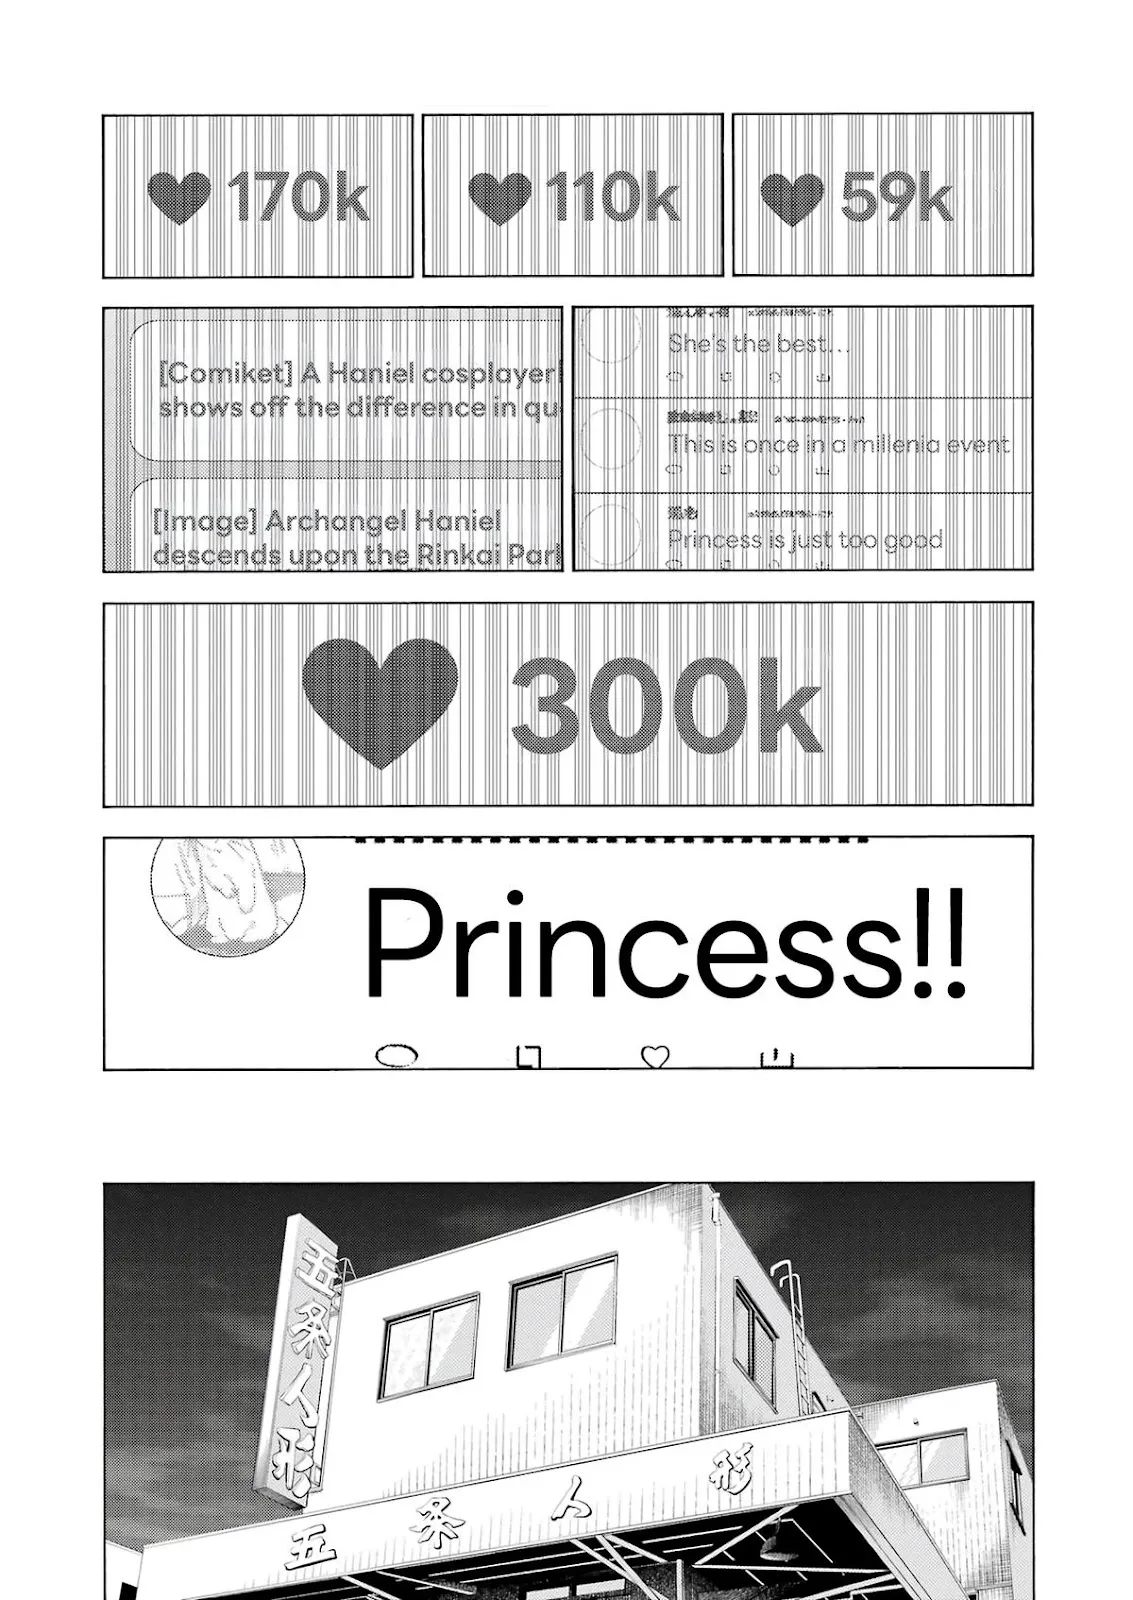 170k
110k
59k
[Comiket] A Haniel cosplayer
shows off the difference in qu
[Image] Archangel Haniel
descends upon the Rinkai Par
She's the best...
This is once in a millenia event
Princess is just too good
300k
Princess!!
五条人形
五条人形